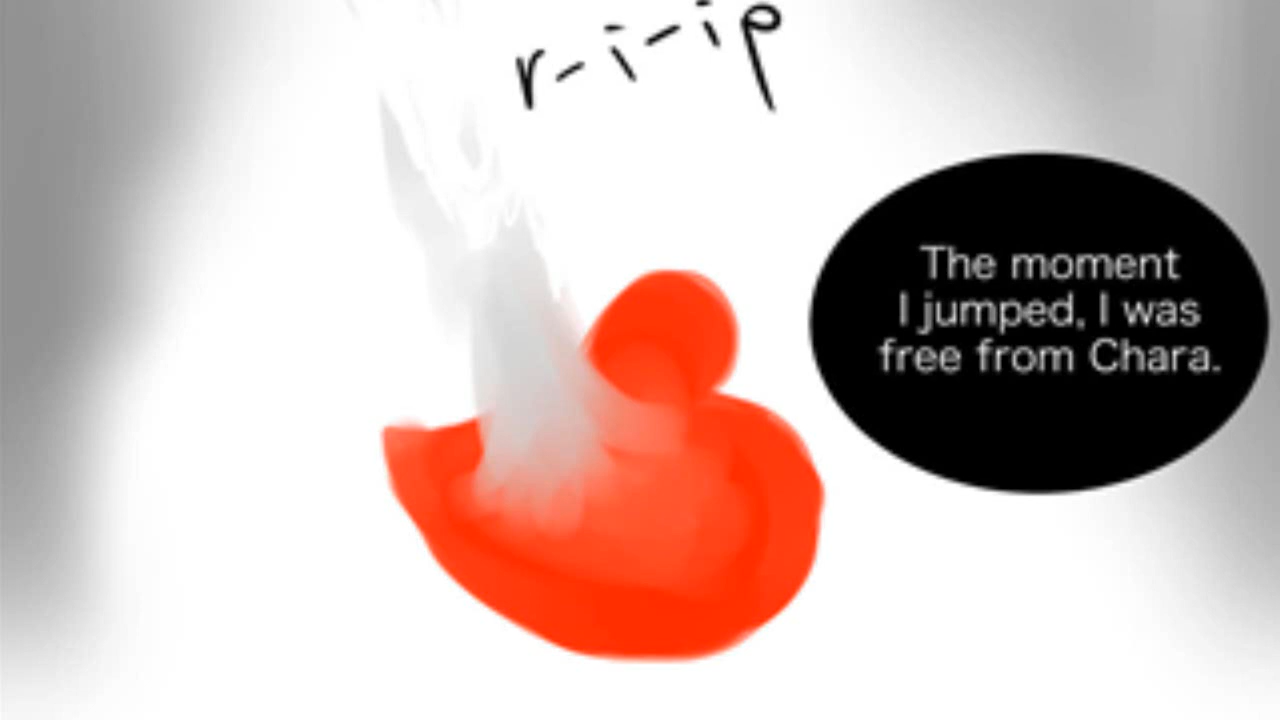 r-i-ip
The moment
I jumped, I was
free from Chara.